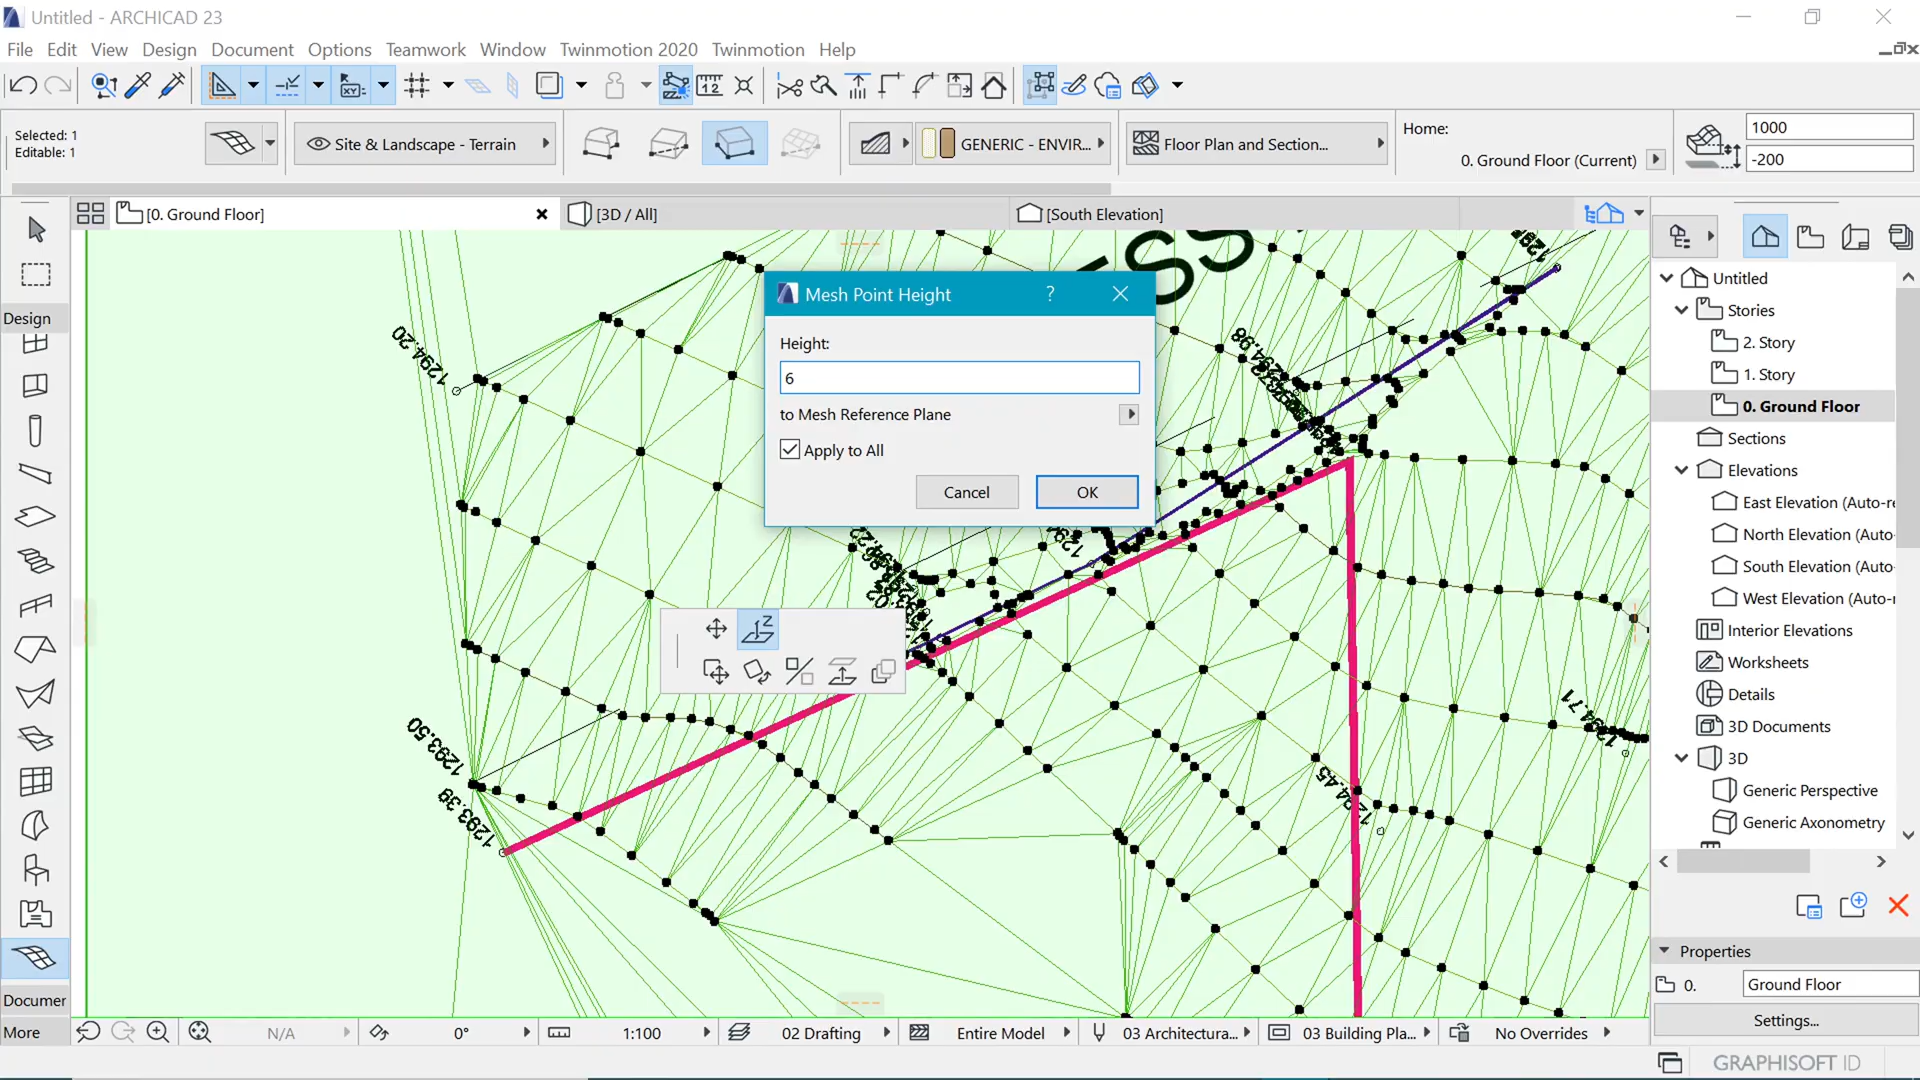 Untitled - ARCHICAD 23
File Edit View Design Document Options Teamwork Window Twinmotion 2020 Twinmotion Help
Selected: 1
Editable: 1
Site & Landscape - Terrain
GENERIC - ENVIR...
Floor Plan and Section...
Home:
0. Ground Floor (Current)
1000
-200
[0. Ground Floor]
[3D / All]
[South Elevation]
Design
Documer
More
ESS
Mesh Point Height
?
Height:
6
to Mesh Reference Plane
Apply to All
Cancel
OK
1294.20
1294.98
1293.50
1293.39
1294.45
1294.71
Untitled
Stories
2. Story
1. Story
0. Ground Floor
Sections
Elevations
East Elevation (Auto-re
North Elevation (Auto-
South Elevation (Auto-
West Elevation (Auto-r
Interior Elevations
Worksheets
Details
3D Documents
3D
Generic Perspective
Generic Axonometry
Properties
0.
Ground Floor
Settings...
N/A
0°
1:100
02 Drafting
Entire Model
03 Architectura...
03 Building Pla...
No Overrides
GRAPHISOFT ID